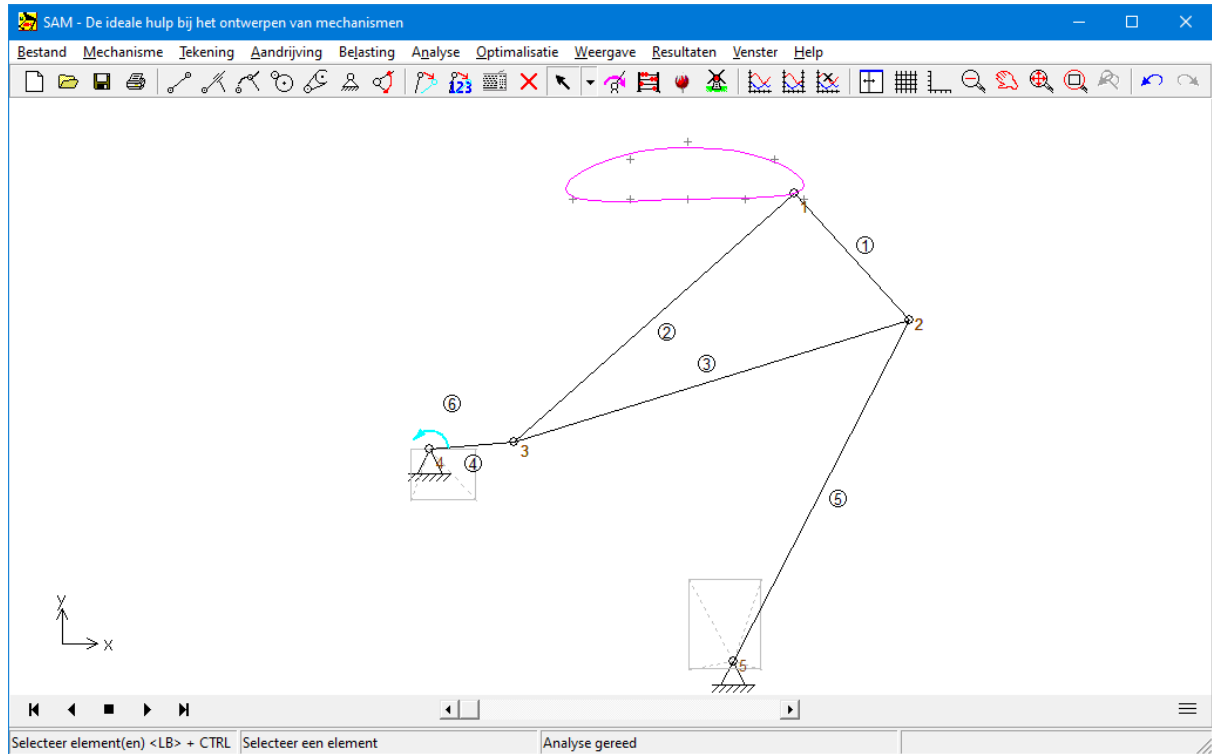 SAM - De ideale hulp bij het ontwerpen van mechanismen
Bestand Mechanisme Tekening Aandrijving Belasting Analyse Optimalisatie Weergave Resultaten Venster Help
123
1
①
2
②
③
⑥
3
4
④
⑤
y
x
5
Selecteer element(en) <LB> + CTRL Selecteer een element Analyse gereed